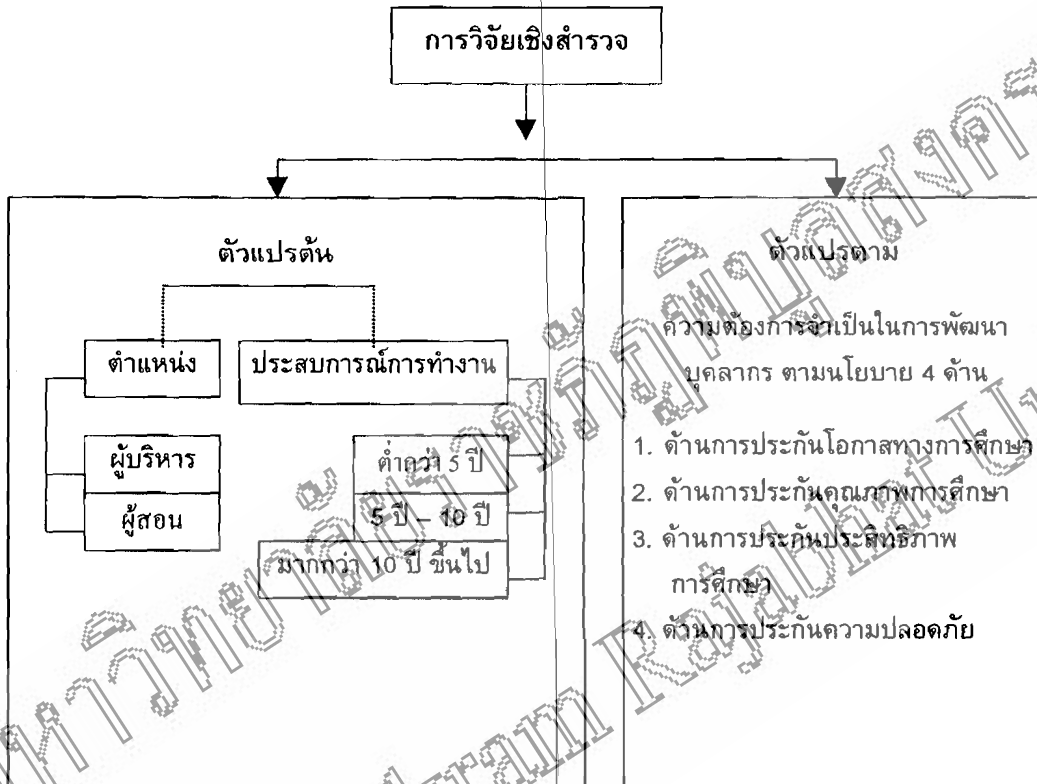 การวิจัยเชิงสำรวจ
ตัวแปรต้น
ตำแหน่ง
ประสบการณ์การทำงาน
ผู้บริหาร
ผู้สอน
ต่ำกว่า 5 ปี
5 ปี – 10 ปี
มากกว่า 10 ปี ขึ้นไป
ตัวแปรตาม
ความต้องการจำเป็นในการพัฒนา
บุคลากร ตามนโยบาย 4 ด้าน
1. ด้านการประกันโอกาสทางการศึกษา
2. ด้านการประกันคุณภาพการศึกษา
3. ด้านการประกันประสิทธิภาพ
การศึกษา
4. ด้านการประกันความปลอดภัย
Rajabhat